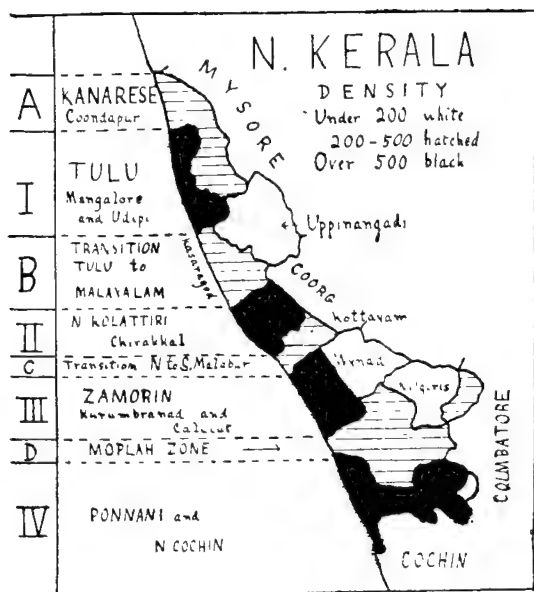 N. KERALA
DENSITY
Under 200 white
200-500 hatched
Over 500 black
A
KANARESE
Coondapur
MYSORE
I
TULU
Mangalore
and Udipi
Uppinangadi
B
TRANSITION
TULU to
MALAYALAM
Kasaragod
COORG
II
N KOLATTIRI
Chirakkal
Kottayam
C
Transition N to S. Malabar
Wynad
III
ZAMORIN
Kurumbranad and
Calicut
Nilgiris
D
MOPLAH ZONE
COIMBATORE
IV
PONNANI and
N COCHIN
COCHIN